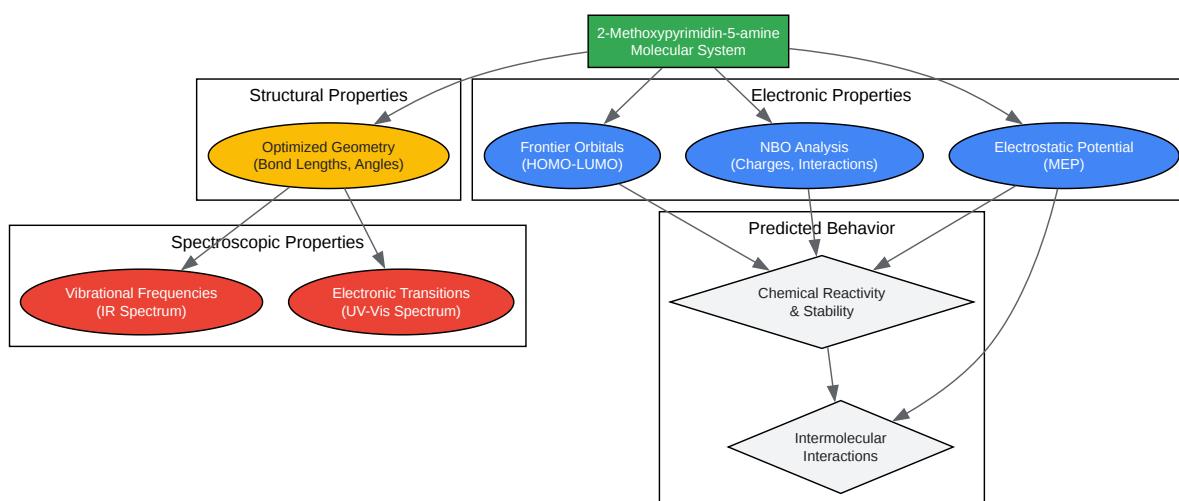 2-Methoxypyrimidin-5-amine
Molecular System
Structural Properties
Electronic Properties
Optimized Geometry
(Bond Lengths, Angles)
Frontier Orbitals
(HOMO-LUMO)
NBO Analysis
(Charges, Interactions)
Electrostatic Potential
(MEP)
Spectroscopic Properties
Predicted Behavior
Vibrational Frequencies
(IR Spectrum)
Electronic Transitions
(UV-Vis Spectrum)
Chemical Reactivity
& Stability
Intermolecular
Interactions